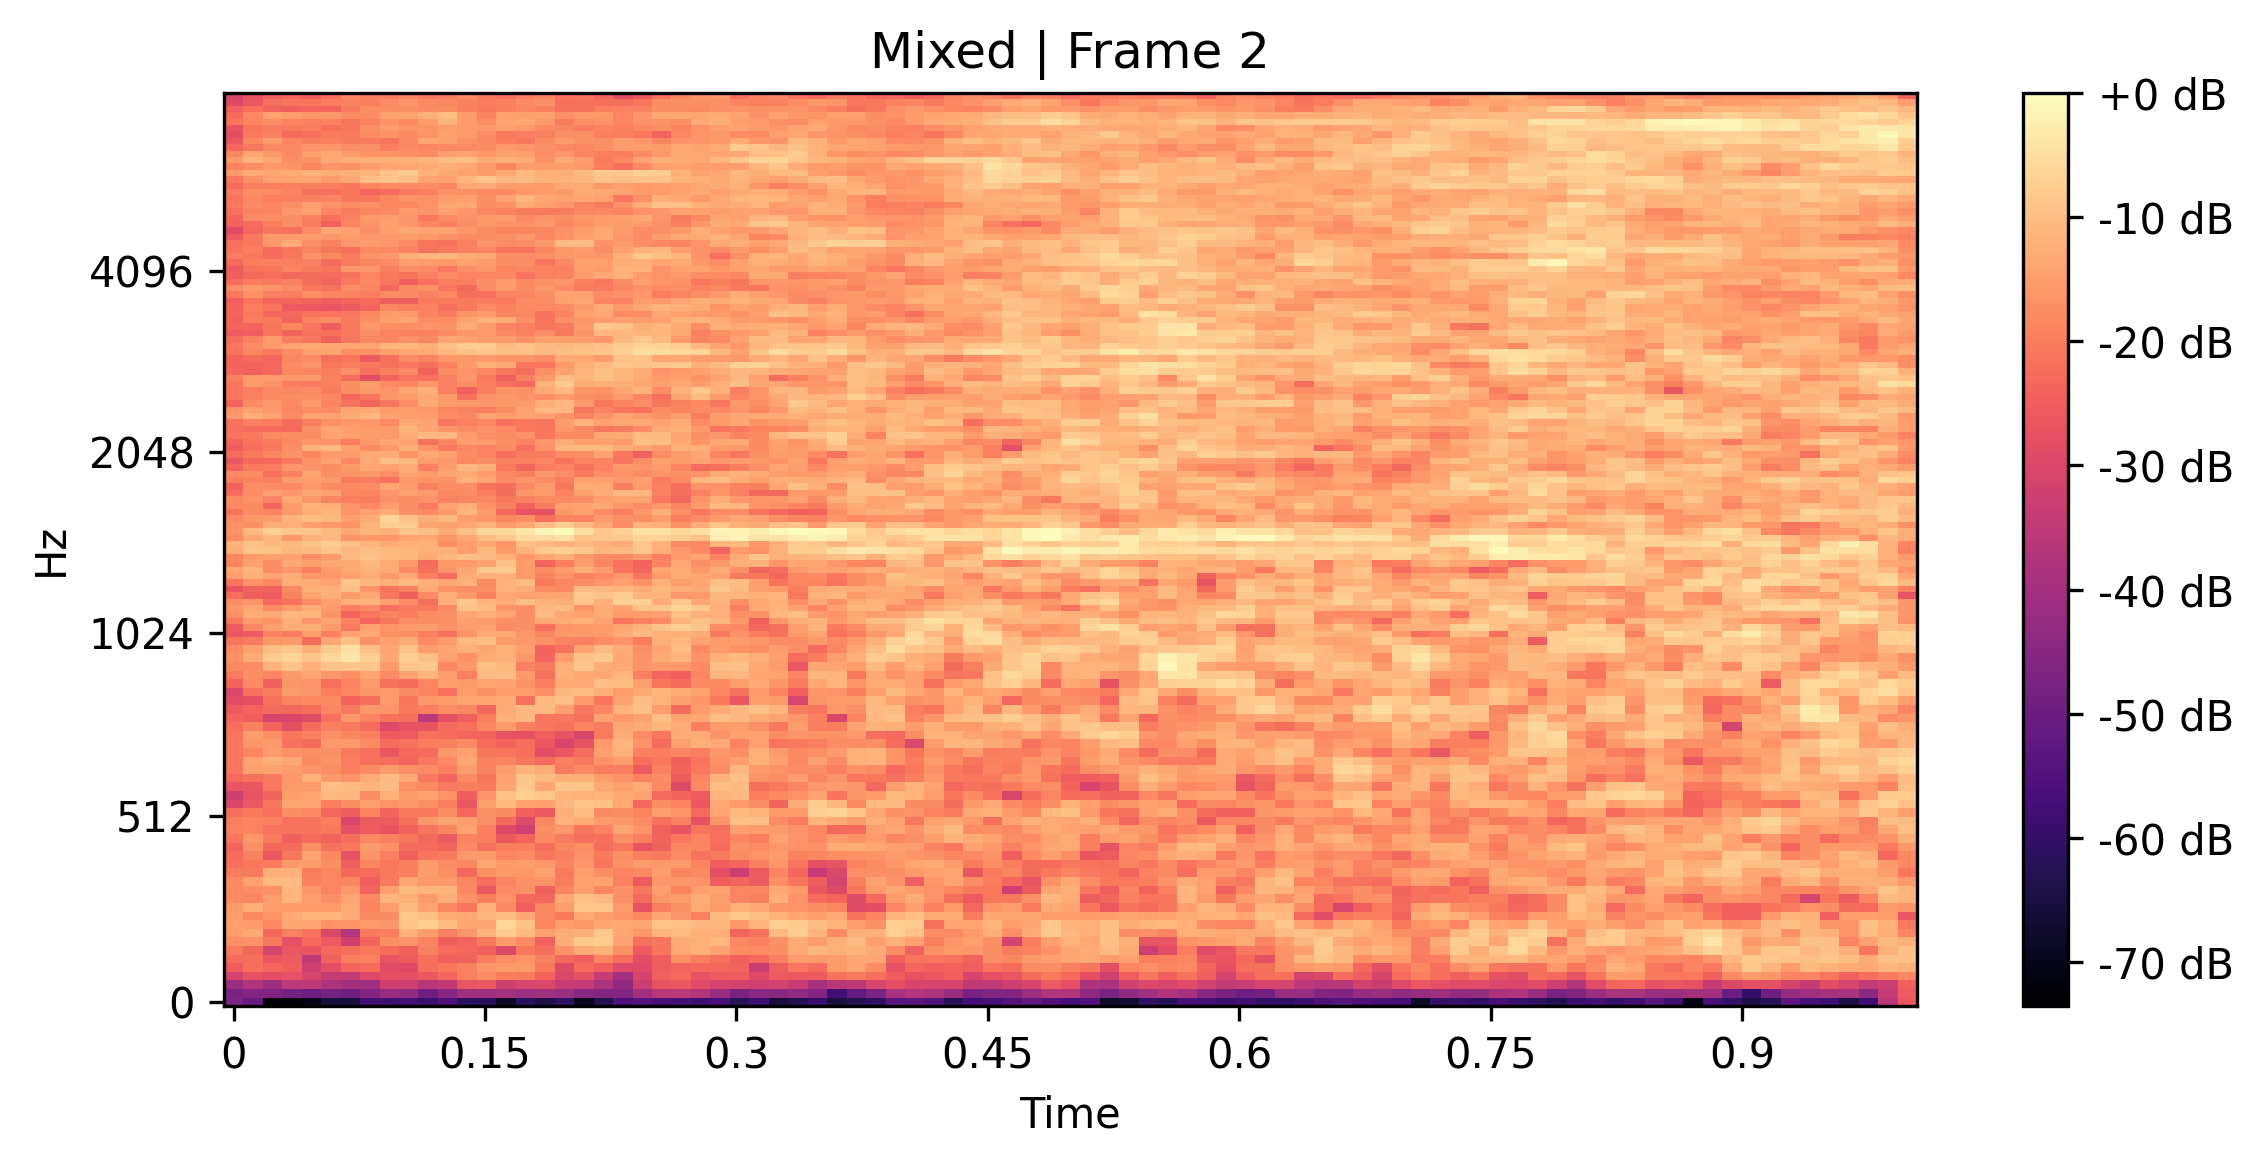 Mixed | Frame 2
Hz
4096
2048
1024
512
0
0 0.15 0.3 0.45 0.6 0.75 0.9
Time
+0 dB
-10 dB
-20 dB
-30 dB
-40 dB
-50 dB
-60 dB
-70 dB